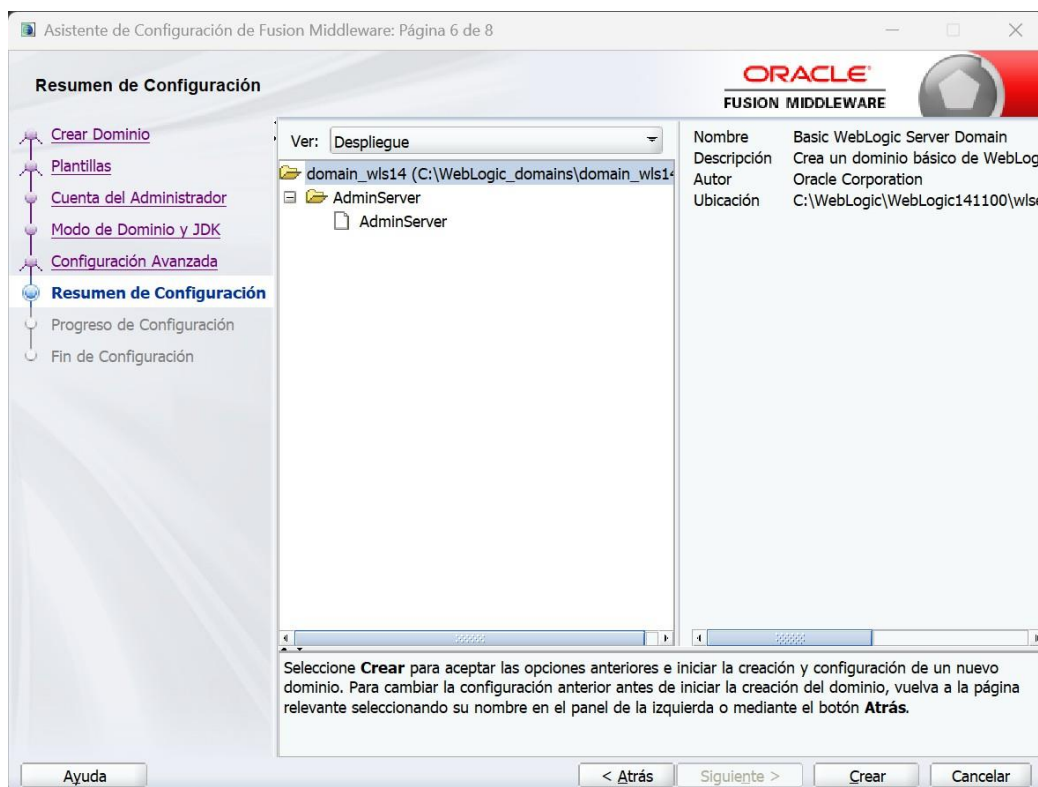 Asistente de Configuración de Fusion Middleware: Página 6 de 8
Resumen de Configuración
ORACLE
FUSION MIDDLEWARE
Crear Dominio
Plantillas
Cuenta del Administrador
Modo de Dominio y JDK
Configuración Avanzada
Resumen de Configuración
Progreso de Configuración
Fin de Configuración
Ver: Despliegue
domain_wls14 (C:\WebLogic_domains\domain_wls14
AdminServer
AdminServer
Nombre Basic WebLogic Server Domain
Descripción Crea un dominio básico de WebLog
Autor Oracle Corporation
Ubicación C:\WebLogic\WebLogic141100\wlse
Seleccione Crear para aceptar las opciones anteriores e iniciar la creación y configuración de un nuevo
dominio. Para cambiar la configuración anterior antes de iniciar la creación del dominio, vuelva a la página
relevante seleccionando su nombre en el panel de la izquierda o mediante el botón Atrás.
Ayuda < Atrás Siguiente > Crear Cancelar